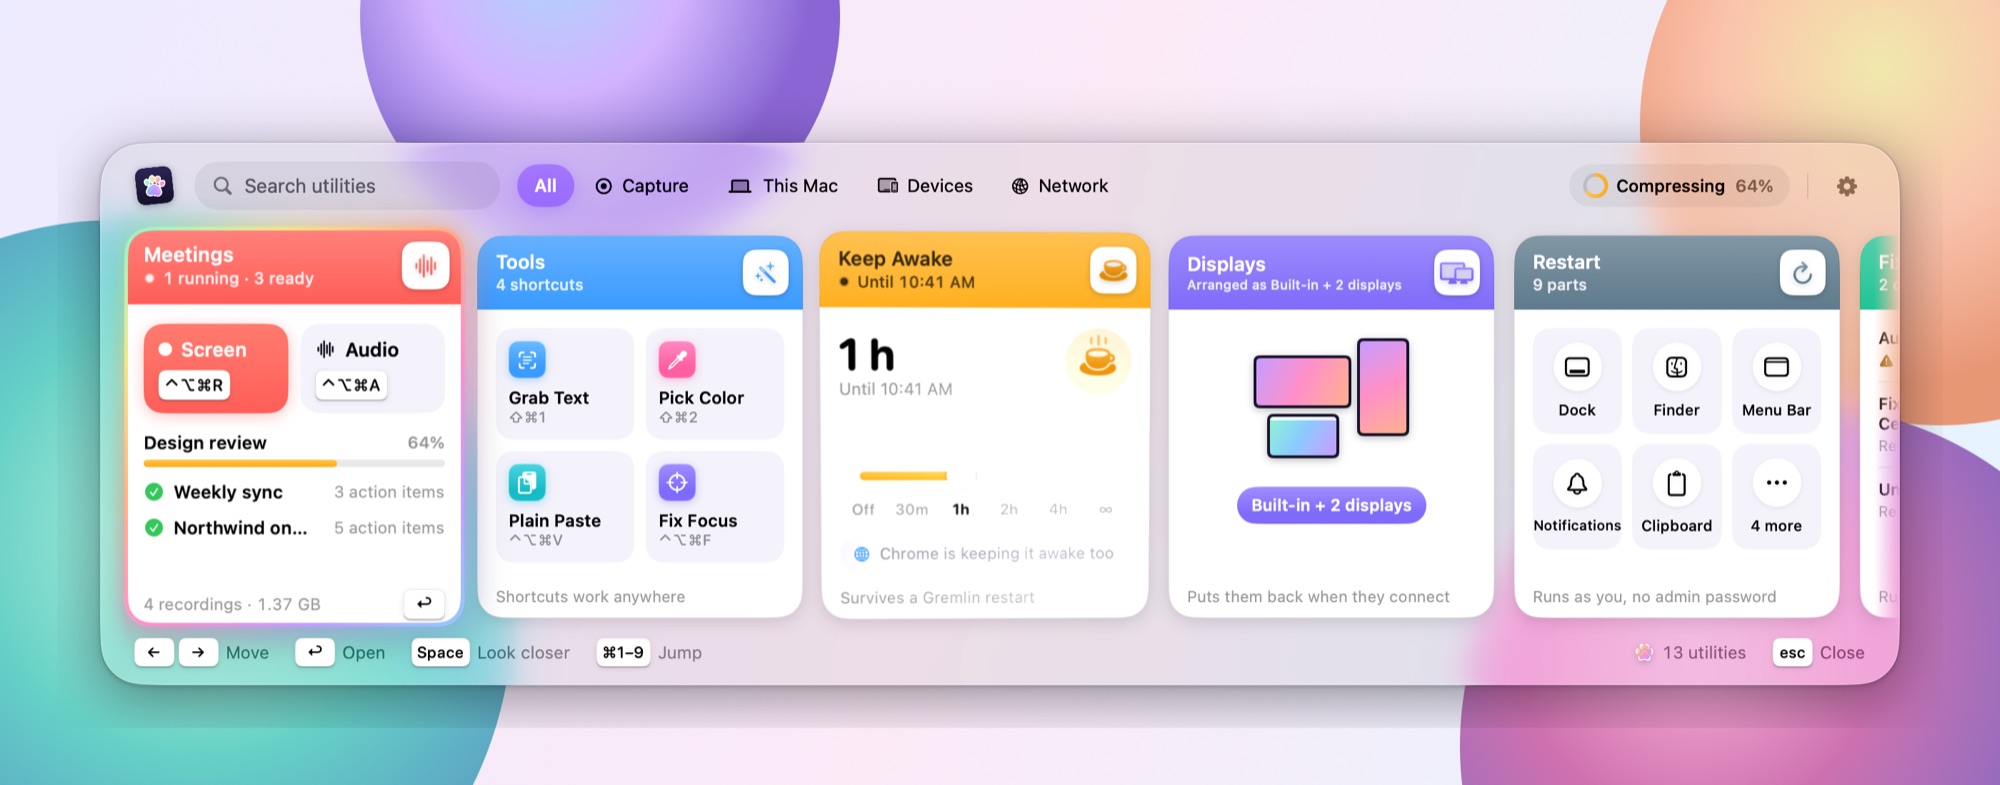 Search utilities
All
Capture
This Mac
Devices
Network
Compressing 64%
Meetings
1 running · 3 ready
Screen
^⌥⌘R
Audio
^⌥⌘A
Design review 64%
Weekly sync 3 action items
Northwind on... 5 action items
4 recordings · 1.37 GB
Tools
4 shortcuts
Grab Text
⇧⌘1
Pick Color
⇧⌘2
Plain Paste
^⌥⌘V
Fix Focus
^⌥⌘F
Shortcuts work anywhere
Keep Awake
Until 10:41 AM
1 h
Until 10:41 AM
Off 30m 1h 2h 4h ∞
Chrome is keeping it awake too
Survives a Gremlin restart
Displays
Arranged as Built-in + 2 displays
Built-in + 2 displays
Puts them back when they connect
Restart
9 parts
Dock
Finder
Menu Bar
Notifications
Clipboard
4 more
Runs as you, no admin password
← → Move
↩ Open
Space Look closer
⌘1–9 Jump
13 utilities
esc Close